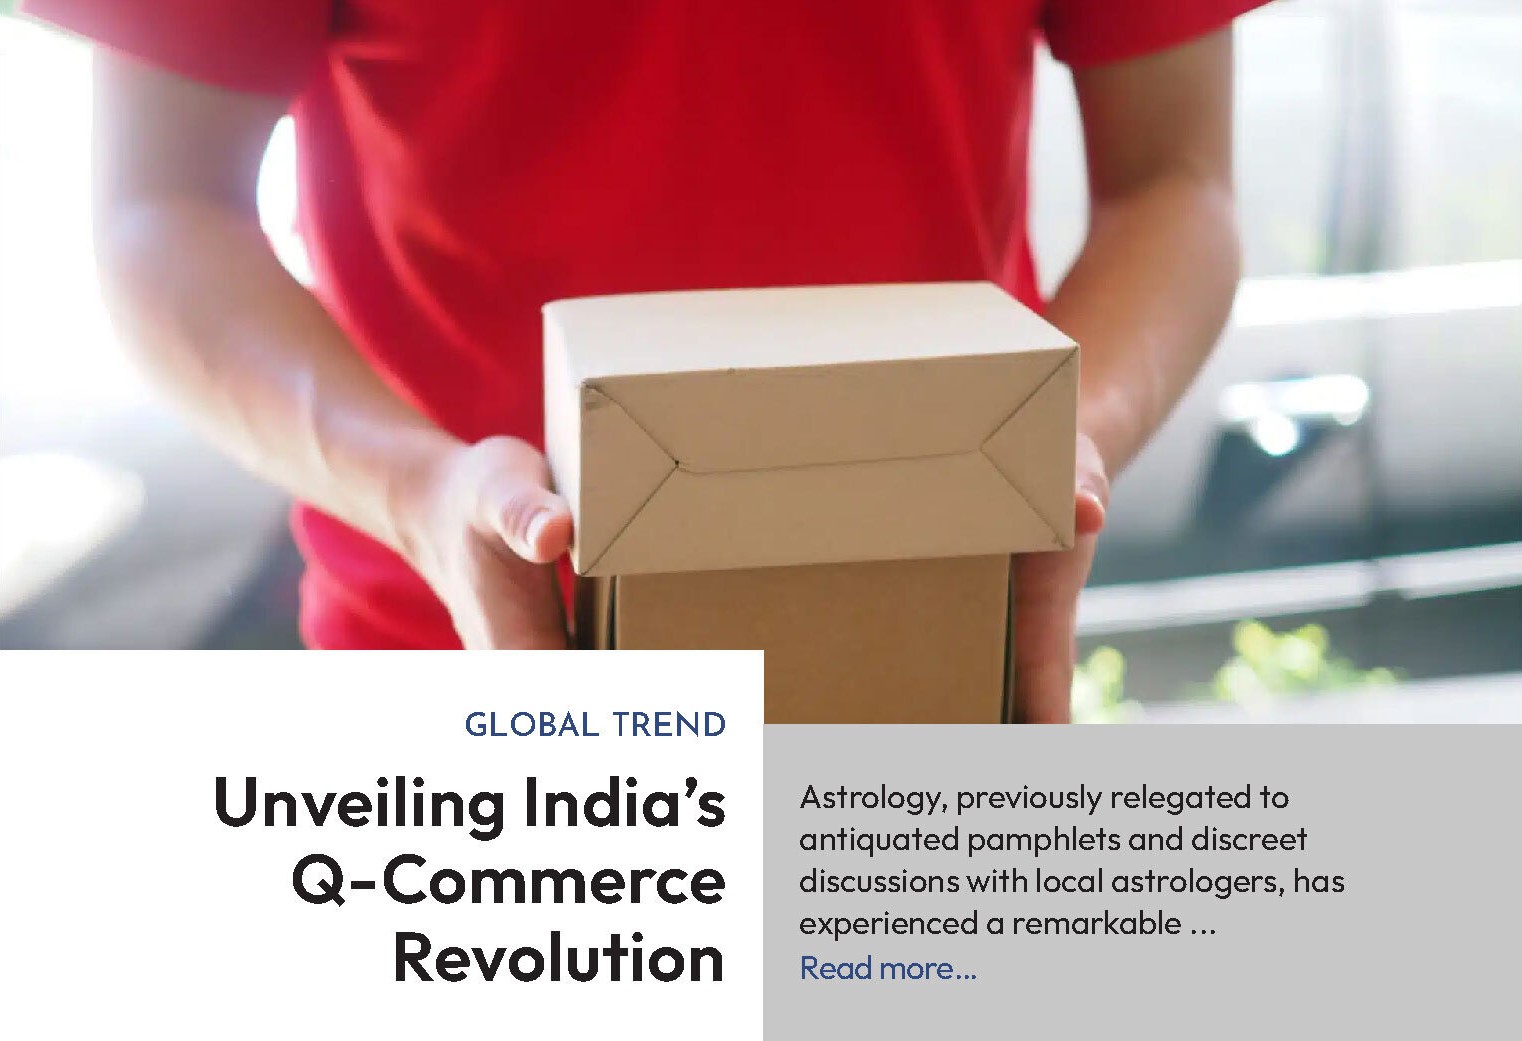 GLOBAL TREND
Unveiling India’s
Q-Commerce
Revolution
Astrology, previously relegated to
antiquated pamphlets and discreet
discussions with local astrologers, has
experienced a remarkable ...
Read more...